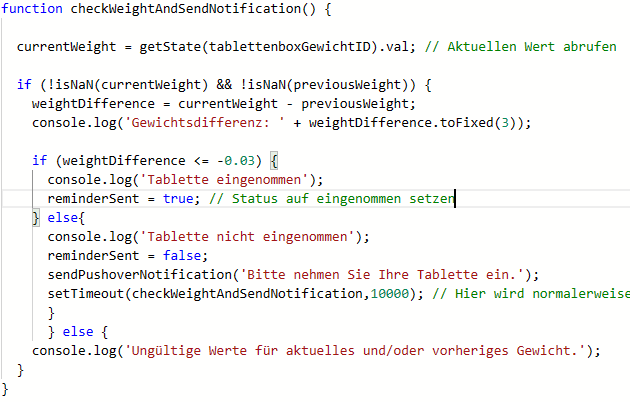 function checkWeightAndSendNotification() {
currentWeight = getState(tablettenboxGewichtID).val; // Aktuellen Wert abrufen
if (!isNaN(currentWeight) && !isNaN(previousWeight)) {
weightDifference = currentWeight - previousWeight;
console.log('Gewichtsdifferenz: ' + weightDifference.toFixed(3));
if (weightDifference <= -0.03) {
console.log('Tablette eingenommen');
reminderSent = true; // Status auf eingenommen setzen
} else{
console.log('Tablette nicht eingenommen');
reminderSent = false;
sendPushoverNotification('Bitte nehmen Sie Ihre Tablette ein.');
setTimeout(checkWeightAndSendNotification,10000); // Hier wird normalerweise
}
} else {
console.log('Ungültige Werte für aktuelles und/oder vorheriges Gewicht.');
}
}